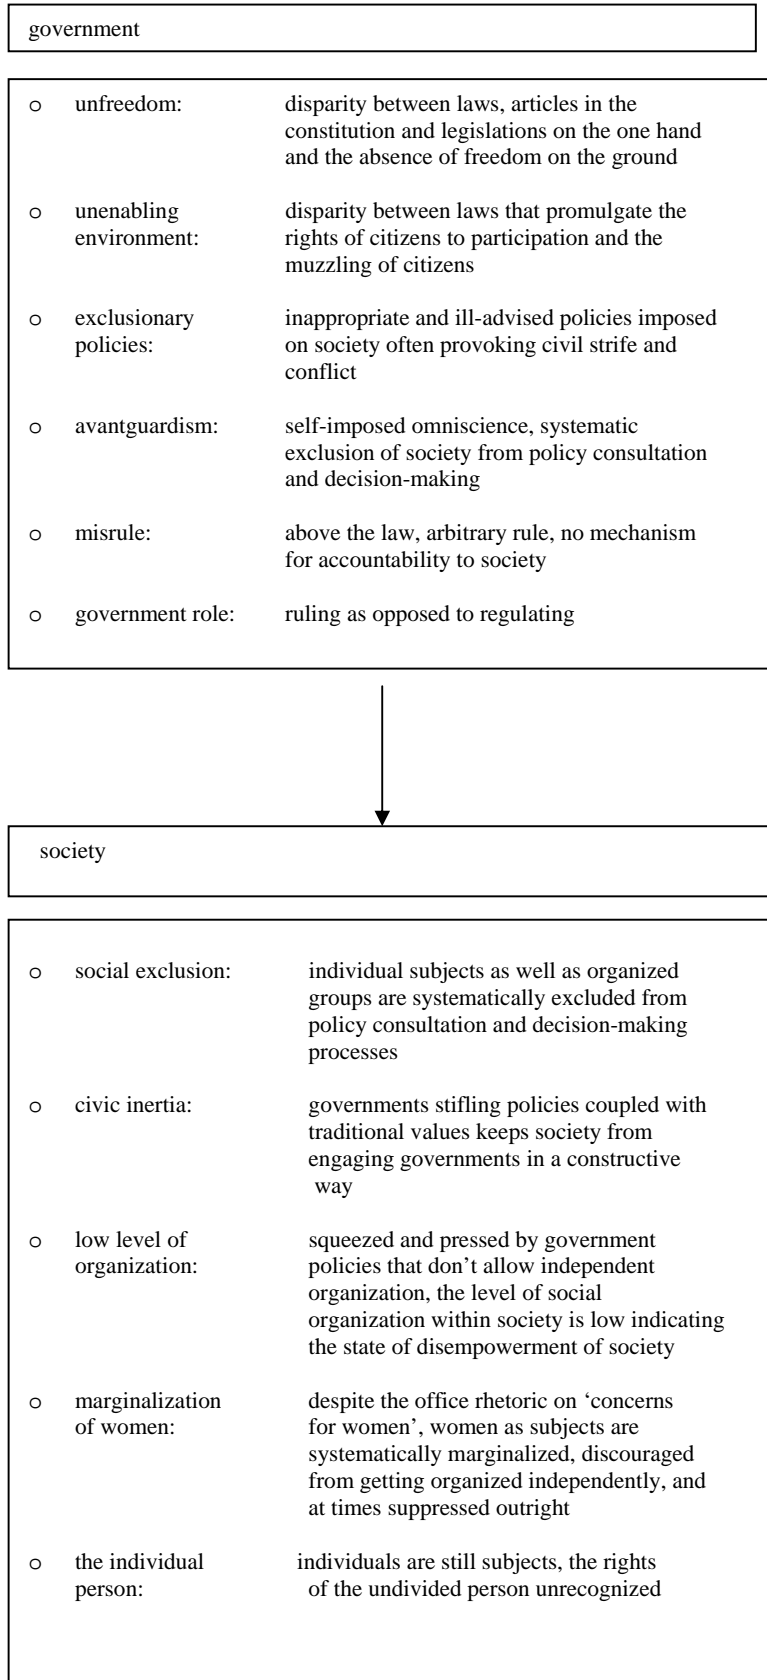 government
o unfreedom: disparity between laws, articles in the
constitution and legislations on the one hand
and the absence of freedom on the ground
o unenabling disparity between laws that promulgate the
environment: rights of citizens to participation and the
muzzling of citizens
o exclusionary inappropriate and ill-advised policies imposed
policies: on society often provoking civil strife and
conflict
o avantguardism: self-imposed omniscience, systematic
exclusion of society from policy consultation
and decision-making
o misrule: above the law, arbitrary rule, no mechanism
for accountability to society
o government role: ruling as opposed to regulating
society
o social exclusion: individual subjects as well as organized
groups are systematically excluded from
policy consultation and decision-making
processes
o civic inertia: governments stifling policies coupled with
traditional values keeps society from
engaging governments in a constructive
way
o low level of squeezed and pressed by government
organization: policies that don’t allow independent
organization, the level of social
organization within society is low indicating
the state of disempowerment of society
o marginalization despite the office rhetoric on ‘concerns
of women: for women’, women as subjects are
systematically marginalized, discouraged
from getting organized independently, and
at times suppressed outright
o the individual individuals are still subjects, the rights
person: of the undivided person unrecognized